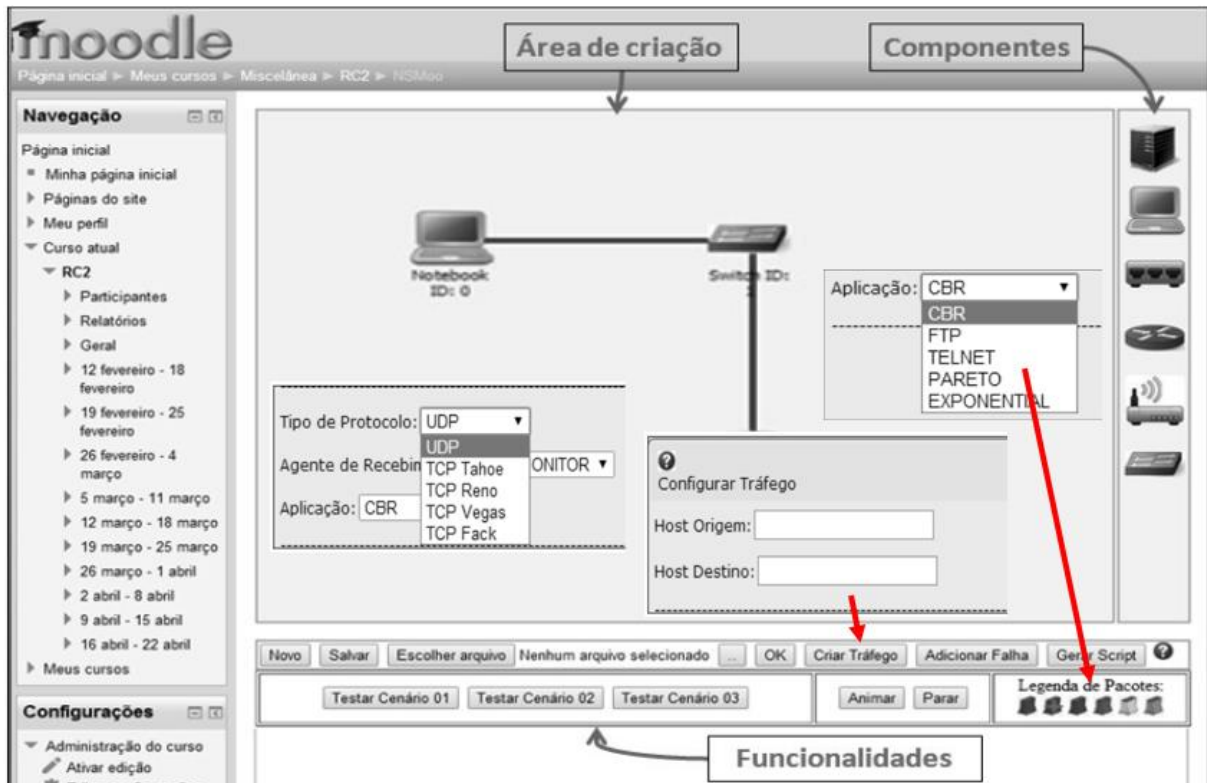 moodle
Página inicial ► Meus cursos ► Miscelânea ► RC2 ► NSMoo
Área de criação
Componentes
Navegação
Página inicial
Minha página inicial
Páginas do site
Meu perfil
Curso atual
RC2
Participantes
Relatórios
Geral
12 fevereiro - 18
fevereiro
19 fevereiro - 25
fevereiro
26 fevereiro - 4
março
5 março - 11 março
12 março - 18 março
19 março - 25 março
26 março - 1 abril
2 abril - 8 abril
9 abril - 15 abril
16 abril - 22 abril
Meus cursos
Configurações
Administração do curso
Ativar edição
Notebook
ID: 0
Switch ID:
Aplicação: CBR
CBR
FTP
TELNET
PARETO
EXPONENTIAL
Tipo de Protocolo: UDP
UDP
TCP Tahoe
TCP Reno
TCP Vegas
TCP Fack
Agente de Recebin ONITOR
Aplicação: CBR
Configurar Tráfego
Host Origem:
Host Destino:
Novo Salvar Escolher arquivo Nenhum arquivo selecionado ... OK Criar Tráfego Adicionar Falha Gerar Script
Testar Cenário 01 Testar Cenário 02 Testar Cenário 03 Animar Parar Legenda de Pacotes:
Funcionalidades